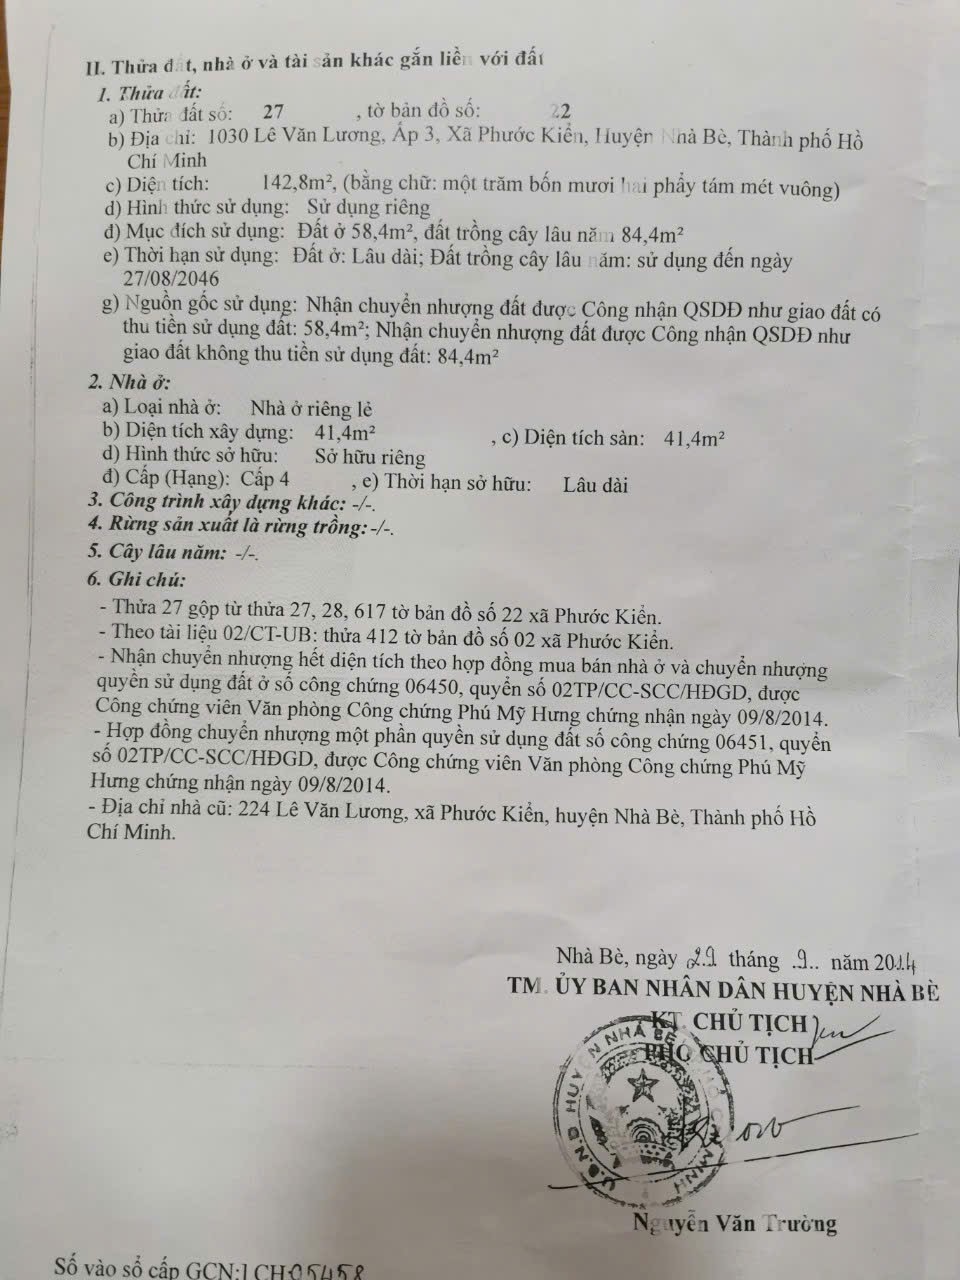 II. Thửa đất, nhà ở và tài sản khác gắn liền với đất
1. Thửa đất:
a) Thửa đất số: 27 , tờ bản đồ số: 22
b) Địa chỉ: 1030 Lê Văn Lương, Ấp 3, Xã Phước Kiển, Huyện Nhà Bè, Thành phố Hồ
Chí Minh
c) Diện tích: 142,8m², (bằng chữ: một trăm bốn mươi hai phẩy tám mét vuông)
d) Hình thức sử dụng: Sử dụng riêng
đ) Mục đích sử dụng: Đất ở 58,4m², đất trồng cây lâu năm 84,4m²
e) Thời hạn sử dụng: Đất ở: Lâu dài; Đất trồng cây lâu năm: sử dụng đến ngày
27/08/2046
g) Nguồn gốc sử dụng: Nhận chuyển nhượng đất được Công nhận QSDĐ như giao đất có
thu tiền sử dụng đất: 58,4m²; Nhận chuyển nhượng đất được Công nhận QSDĐ như
giao đất không thu tiền sử dụng đất: 84,4m²
2. Nhà ở:
a) Loại nhà ở: Nhà ở riêng lẻ
b) Diện tích xây dựng: 41,4m² , c) Diện tích sàn: 41,4m²
d) Hình thức sở hữu: Sở hữu riêng
đ) Cấp (Hạng): Cấp 4 , e) Thời hạn sở hữu: Lâu dài
3. Công trình xây dựng khác: -/-.
4. Rừng sản xuất là rừng trồng: -/-.
5. Cây lâu năm: -/-.
6. Ghi chú:
- Thửa 27 gộp từ thửa 27, 28, 617 tờ bản đồ số 22 xã Phước Kiển.
- Theo tài liệu 02/CT-UB: thửa 412 tờ bản đồ số 02 xã Phước Kiển.
- Nhận chuyển nhượng hết diện tích theo hợp đồng mua bán nhà ở và chuyển nhượng
quyền sử dụng đất ở số công chứng 06450, quyển số 02TP/CC-SCC/HĐGD, được
Công chứng viên Văn phòng Công chứng Phú Mỹ Hưng chứng nhận ngày 09/8/2014.
- Hợp đồng chuyển nhượng một phần quyền sử dụng đất số công chứng 06451, quyển
số 02TP/CC-SCC/HĐGD, được Công chứng viên Văn phòng Công chứng Phú Mỹ
Hưng chứng nhận ngày 09/8/2014.
- Địa chỉ nhà cũ: 224 Lê Văn Lương, xã Phước Kiển, huyện Nhà Bè, Thành phố Hồ
Chí Minh.
Nhà Bè, ngày 29 tháng .9.. năm 2014
TM. ỦY BAN NHÂN DÂN HUYỆN NHÀ BÈ
KT. CHỦ TỊCH
PHÓ CHỦ TỊCH
U.B.N.D HUYỆN NHÀ BÈ
MINH
Nguyễn Văn Trường
Số vào sổ cấp GCN: CH05458